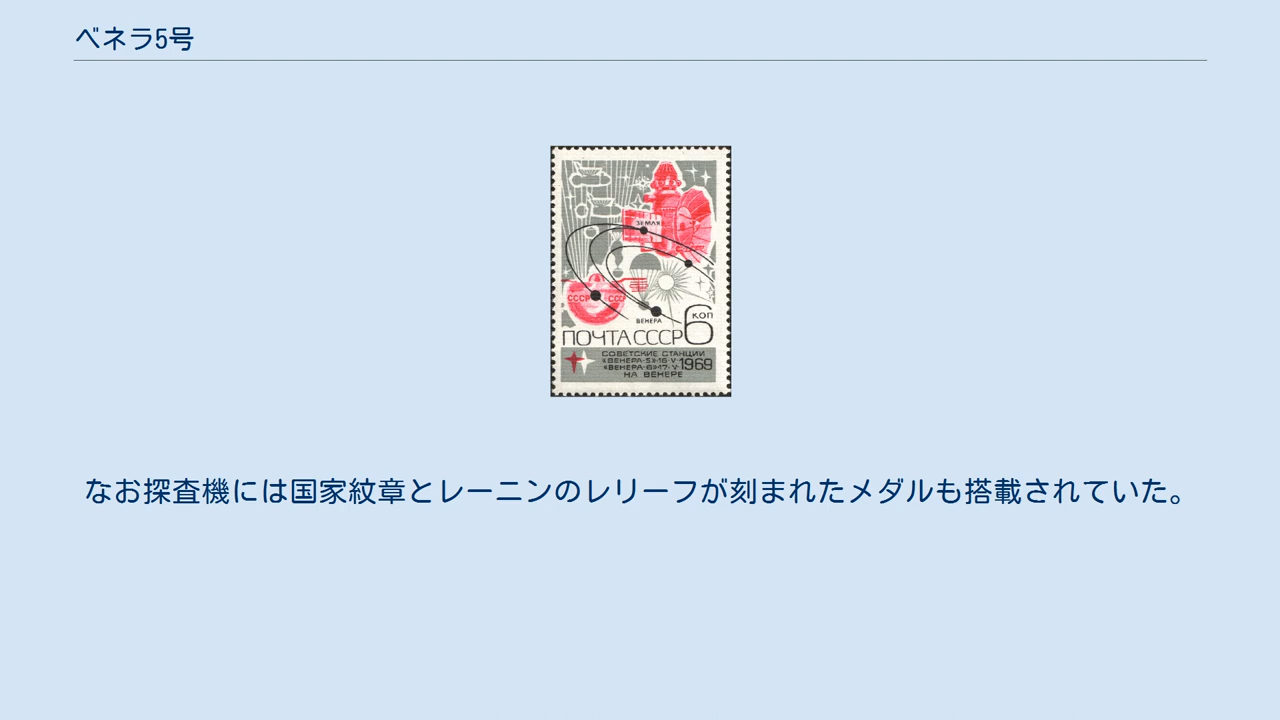 ベネラ5号
ЗЕМЛЯ
СССР
ВЕНЕРА
6 КОП
ПОЧТА СССР
СОВЕТСКИЕ СТАНЦИИ
«ВЕНЕРА-5»·16·V·
«ВЕНЕРА-6»·17·V·1969
НА ВЕНЕРЕ
なお探査機には国家紋章とレーニンのレリーフが刻まれたメダルも搭載されていた。